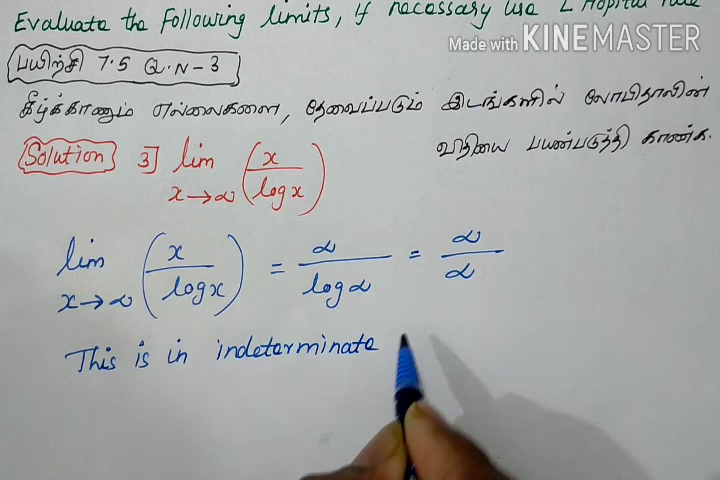 Evaluate the Following limits, if necessary use L'Hopital rule
Made with KINEMASTER
பயிற்சி 7.5 Q.N-3
கீழ்க்காணும் எல்லைகளை, தேவைப்படும் இடங்களில் லோபிதாலின்
விதியை பயன்படுத்தி காண்க.
Solution 3] lim x→∞ (x/log x)
lim x→∞ (x/log x) = ∞/log ∞ = ∞/∞
This is in indeterminate